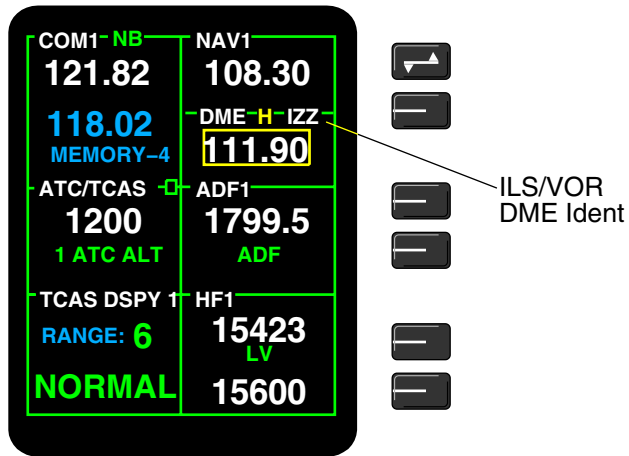 COM1 NB
121.82
118.02
MEMORY–4
NAV1
108.30
DME H IZZ
111.90
ATC/TCAS
1200
1 ATC ALT
ADF1
1799.5
ADF
TCAS DSPY 1
RANGE: 6
NORMAL
HF1
15423
LV
15600
ILS/VOR
DME Ident